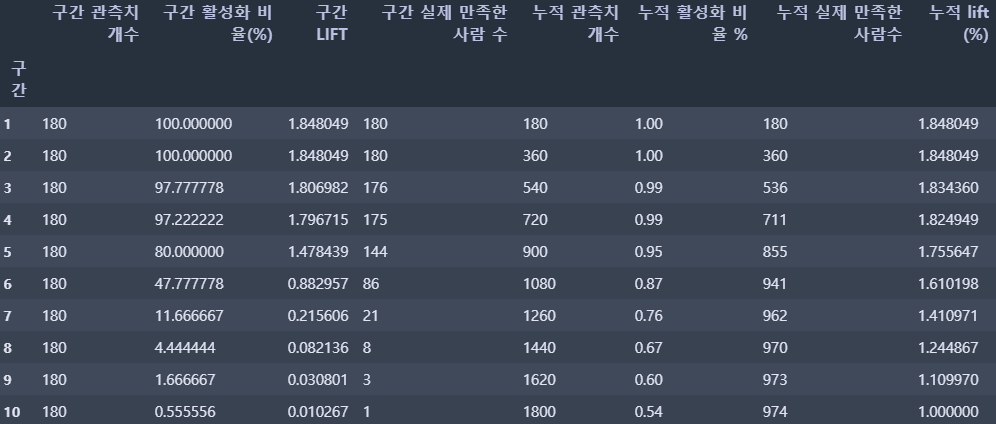 구간 관측치 개수 구간 활성화 비율(%) 구간 LIFT 구간 실제 만족한 사람 수 누적 관측치 개수 누적 활성화 비율 % 누적 실제 만족한 사람수 누적 lift (%)
구간
1 180 100.000000 1.848049 180 180 1.00 180 1.848049
2 180 100.000000 1.848049 180 360 1.00 360 1.848049
3 180 97.777778 1.806982 176 540 0.99 536 1.834360
4 180 97.222222 1.796715 175 720 0.99 711 1.824949
5 180 80.000000 1.478439 144 900 0.95 855 1.755647
6 180 47.777778 0.882957 86 1080 0.87 941 1.610198
7 180 11.666667 0.215606 21 1260 0.76 962 1.410971
8 180 4.444444 0.082136 8 1440 0.67 970 1.244867
9 180 1.666667 0.030801 3 1620 0.60 973 1.109970
10 180 0.555556 0.010267 1 1800 0.54 974 1.000000